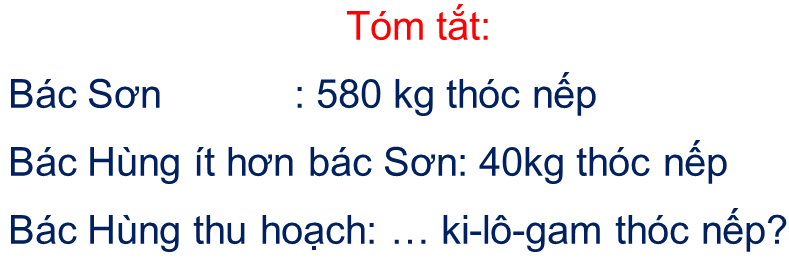 Tóm tắt:
Bác Sơn : 580 kg thóc nếp
Bác Hùng ít hơn bác Sơn: 40kg thóc nếp
Bác Hùng thu hoạch: … ki-lô-gam thóc nếp?